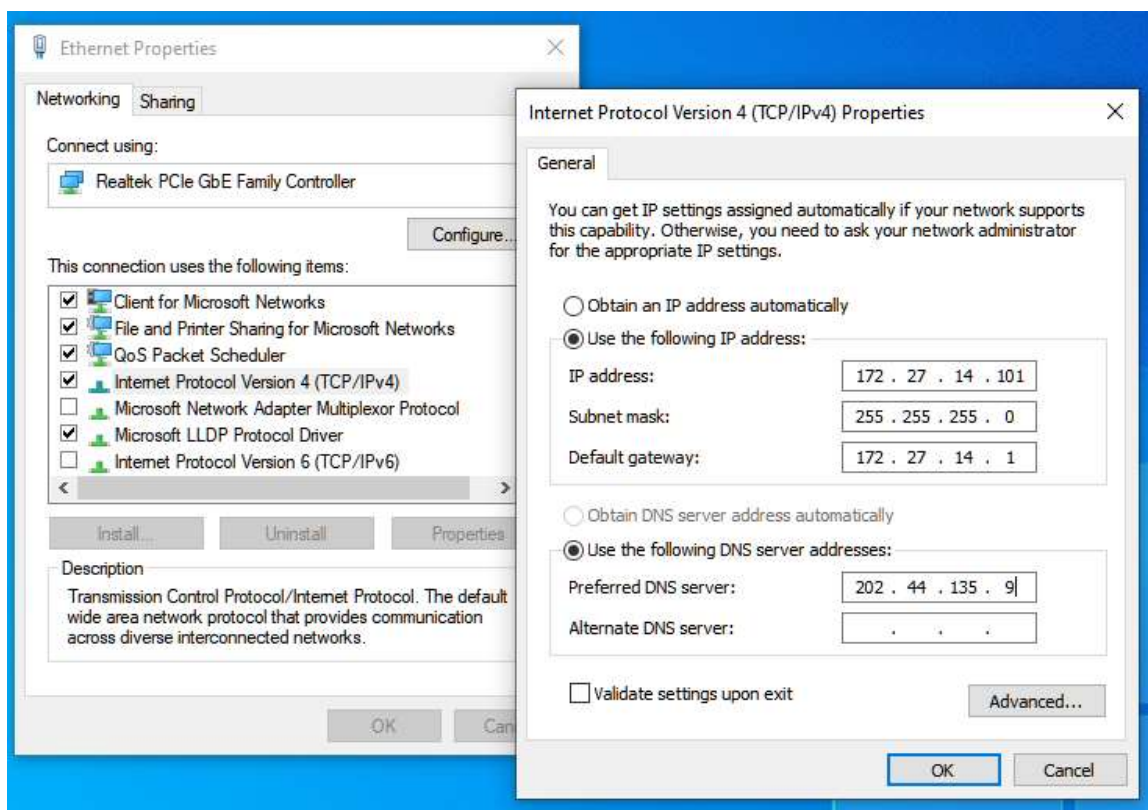 Ethernet Properties
Networking
Sharing
Connect using:
Realtek PCIe GbE Family Controller
Configure...
This connection uses the following items:
Client for Microsoft Networks
File and Printer Sharing for Microsoft Networks
QoS Packet Scheduler
Internet Protocol Version 4 (TCP/IPv4)
Microsoft Network Adapter Multiplexor Protocol
Microsoft LLDP Protocol Driver
Internet Protocol Version 6 (TCP/IPv6)
Install...
Uninstall
Properties
Description
Transmission Control Protocol/Internet Protocol. The default
wide area network protocol that provides communication
across diverse interconnected networks.
OK
Can
Internet Protocol Version 4 (TCP/IPv4) Properties
General
You can get IP settings assigned automatically if your network supports
this capability. Otherwise, you need to ask your network administrator
for the appropriate IP settings.
Obtain an IP address automatically
Use the following IP address:
IP address: 172 . 27 . 14 . 101
Subnet mask: 255 . 255 . 255 . 0
Default gateway: 172 . 27 . 14 . 1
Obtain DNS server address automatically
Use the following DNS server addresses:
Preferred DNS server: 202 . 44 . 135 . 9
Alternate DNS server: . . .
Validate settings upon exit
Advanced...
OK
Cancel